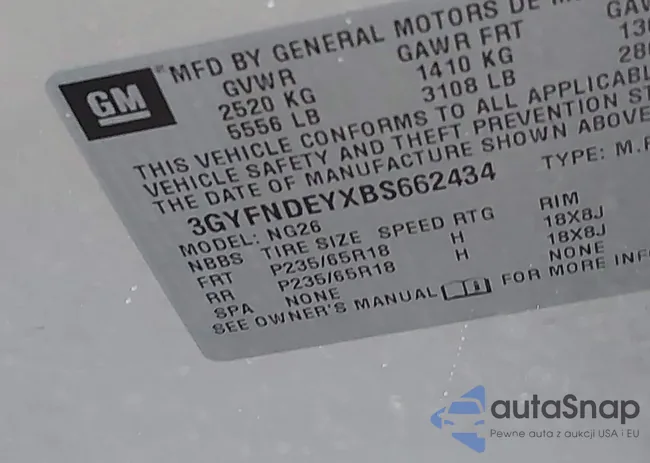 GM
®
MFD BY GENERAL MOTORS DE
GVWR GAWR FRT
2520 KG 1410 KG
5556 LB 3108 LB
THIS VEHICLE CONFORMS TO ALL
VEHICLE SAFETY AND THEFT PREVENTION
THE DATE OF MANUFACTURE SHOWN ABOVE
3GYFNDEYXBS662434 TYPE:
MODEL: NG26
NBBS TIRE SIZE SPEED RTG RIM
FRT P235/65R18 H 18X8J
RR P235/65R18 H 18X8J
SPA NONE NONE
SEE OWNER'S MANUAL FOR MORE
autaSnap
Pewne auta z aukcji USA i EU